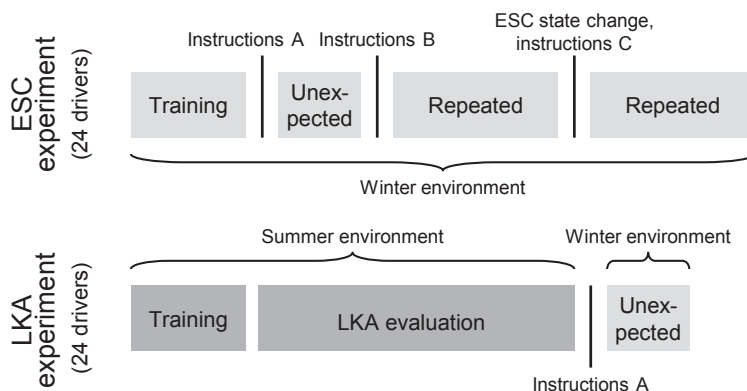 ESC
experiment
(24 drivers)
Instructions A
Instructions B
ESC state change,
instructions C
Training
Unex-
pected
Repeated
Repeated
Winter environment
LKA
experiment
(24 drivers)
Summer environment
Winter environment
Training
LKA evaluation
Unex-
pected
Instructions A